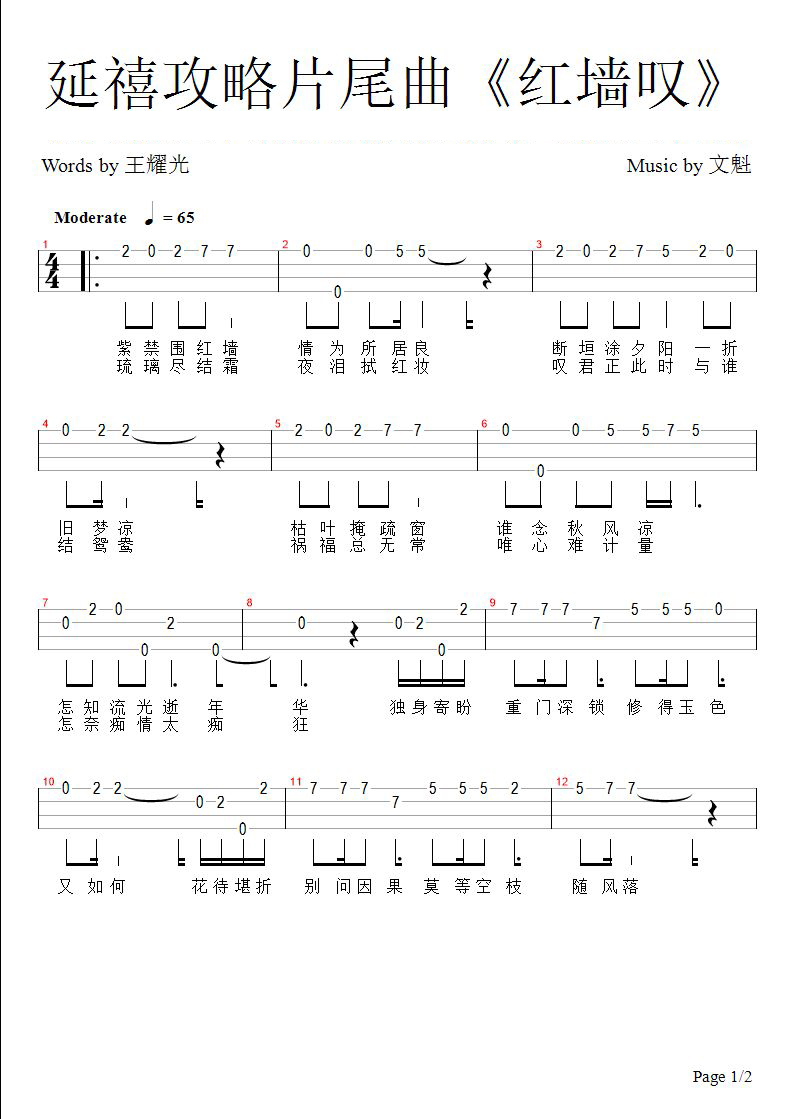 延禧攻略片尾曲《红墙叹》
Words by 王耀光 Music by 文魁
Moderate = 65
1 2 0 2 7 7 2 0 0 0 5 5 3 2 0 2 7 5 2 0
紫禁围红墙 情为所居良 断垣涂夕阳一折
琉璃尽结霜 夜泪拭红妆 叹君正此时与谁
4 0 2 2 5 2 0 2 7 7 6 0 0 0 5 5 7 5
旧梦凉 枯叶掩疏窗 谁念秋风凉
结鸳鸯 祸福总无常 唯心难计量
7 0 2 0 0 2 0 8 0 0 2 0 2 9 7 7 7 7 5 5 5 0
怎知流光逝年 华 独身寄盼 重门深锁 修得玉色
怎奈痴情太痴 狂
10 0 2 2 0 2 0 2 11 7 7 7 7 5 5 5 2 12 5 7 7
又如何 花待堪折 别问因果 莫等空枝 随风落
Page 1/2